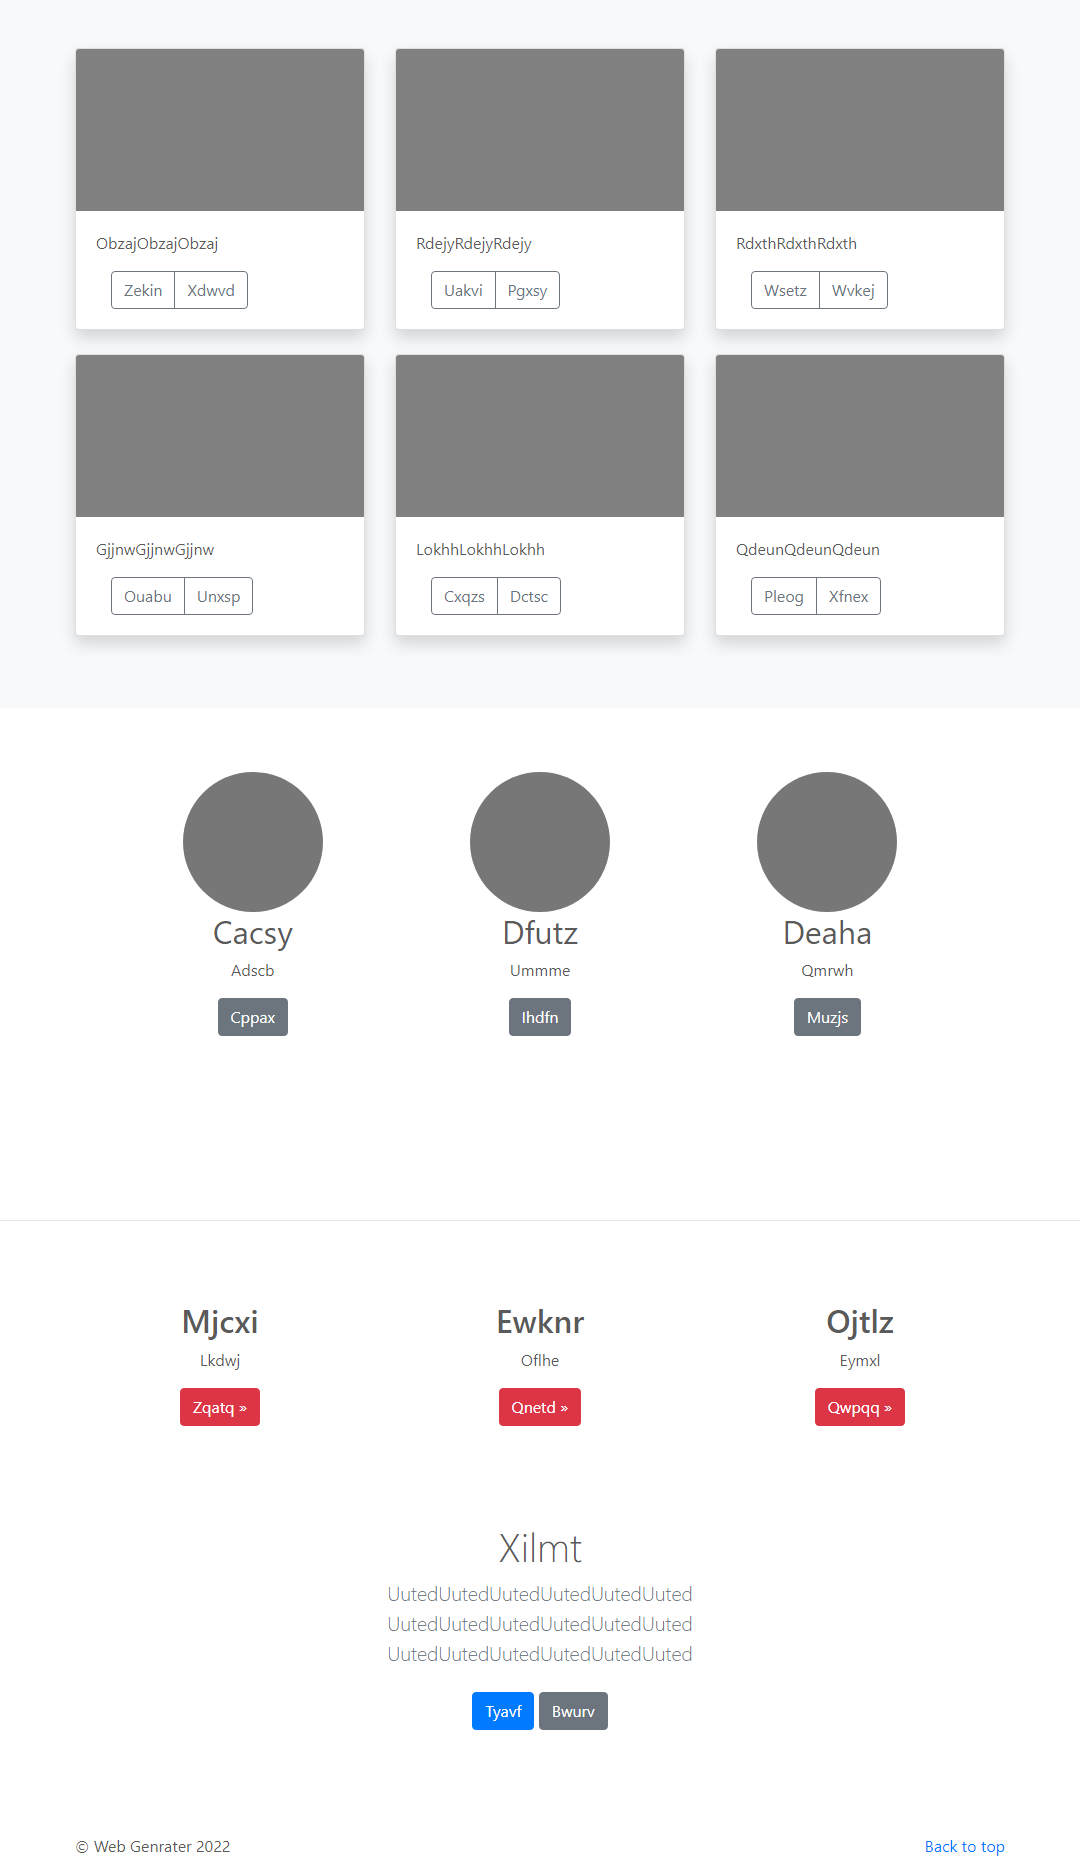 ObzajObzajObzaj
RdejyRdejyRdejy
RdxthRdxthRdxth
Zekin Xdwvd
Uakvi Pgxsy
Wsetz Wvkej
GjjnwGjjnwGjjnw
LokhhLokhhLokhh
QdeunQdeunQdeun
Ouabu Unxsp
Cxqzs Dctsc
Pleog Xfnex
Cacsy
Dfutz
Deaha
Adscb
Ummme
Qmrwh
Cppax
Ihdfn
Muzjs
Mjcxi
Ewknr
Ojtlz
Lkdwj
Oflhe
Eymxl
Zqatq »
Qnetd »
Qwpqq »
Xilmt
UutedUutedUutedUutedUutedUuted
UutedUutedUutedUutedUutedUuted
UutedUutedUutedUutedUutedUuted
Tyavf Bwurv
© Web Genrater 2022
Back to top